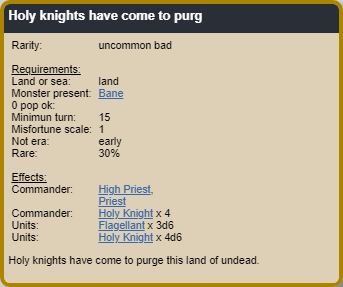 Holy knights have come to purg
Rarity: uncommon bad
Requirements:
Land or sea: land
Monster present: Bane
0 pop ok:
Minimun turn: 15
Misfortune scale: 1
Not era: early
Rare: 30%
Effects:
Commander: High Priest,
Priest
Commander: Holy Knight x 4
Units: Flagellant x 3d6
Units: Holy Knight x 4d6
Holy knights have come to purge this land of undead.